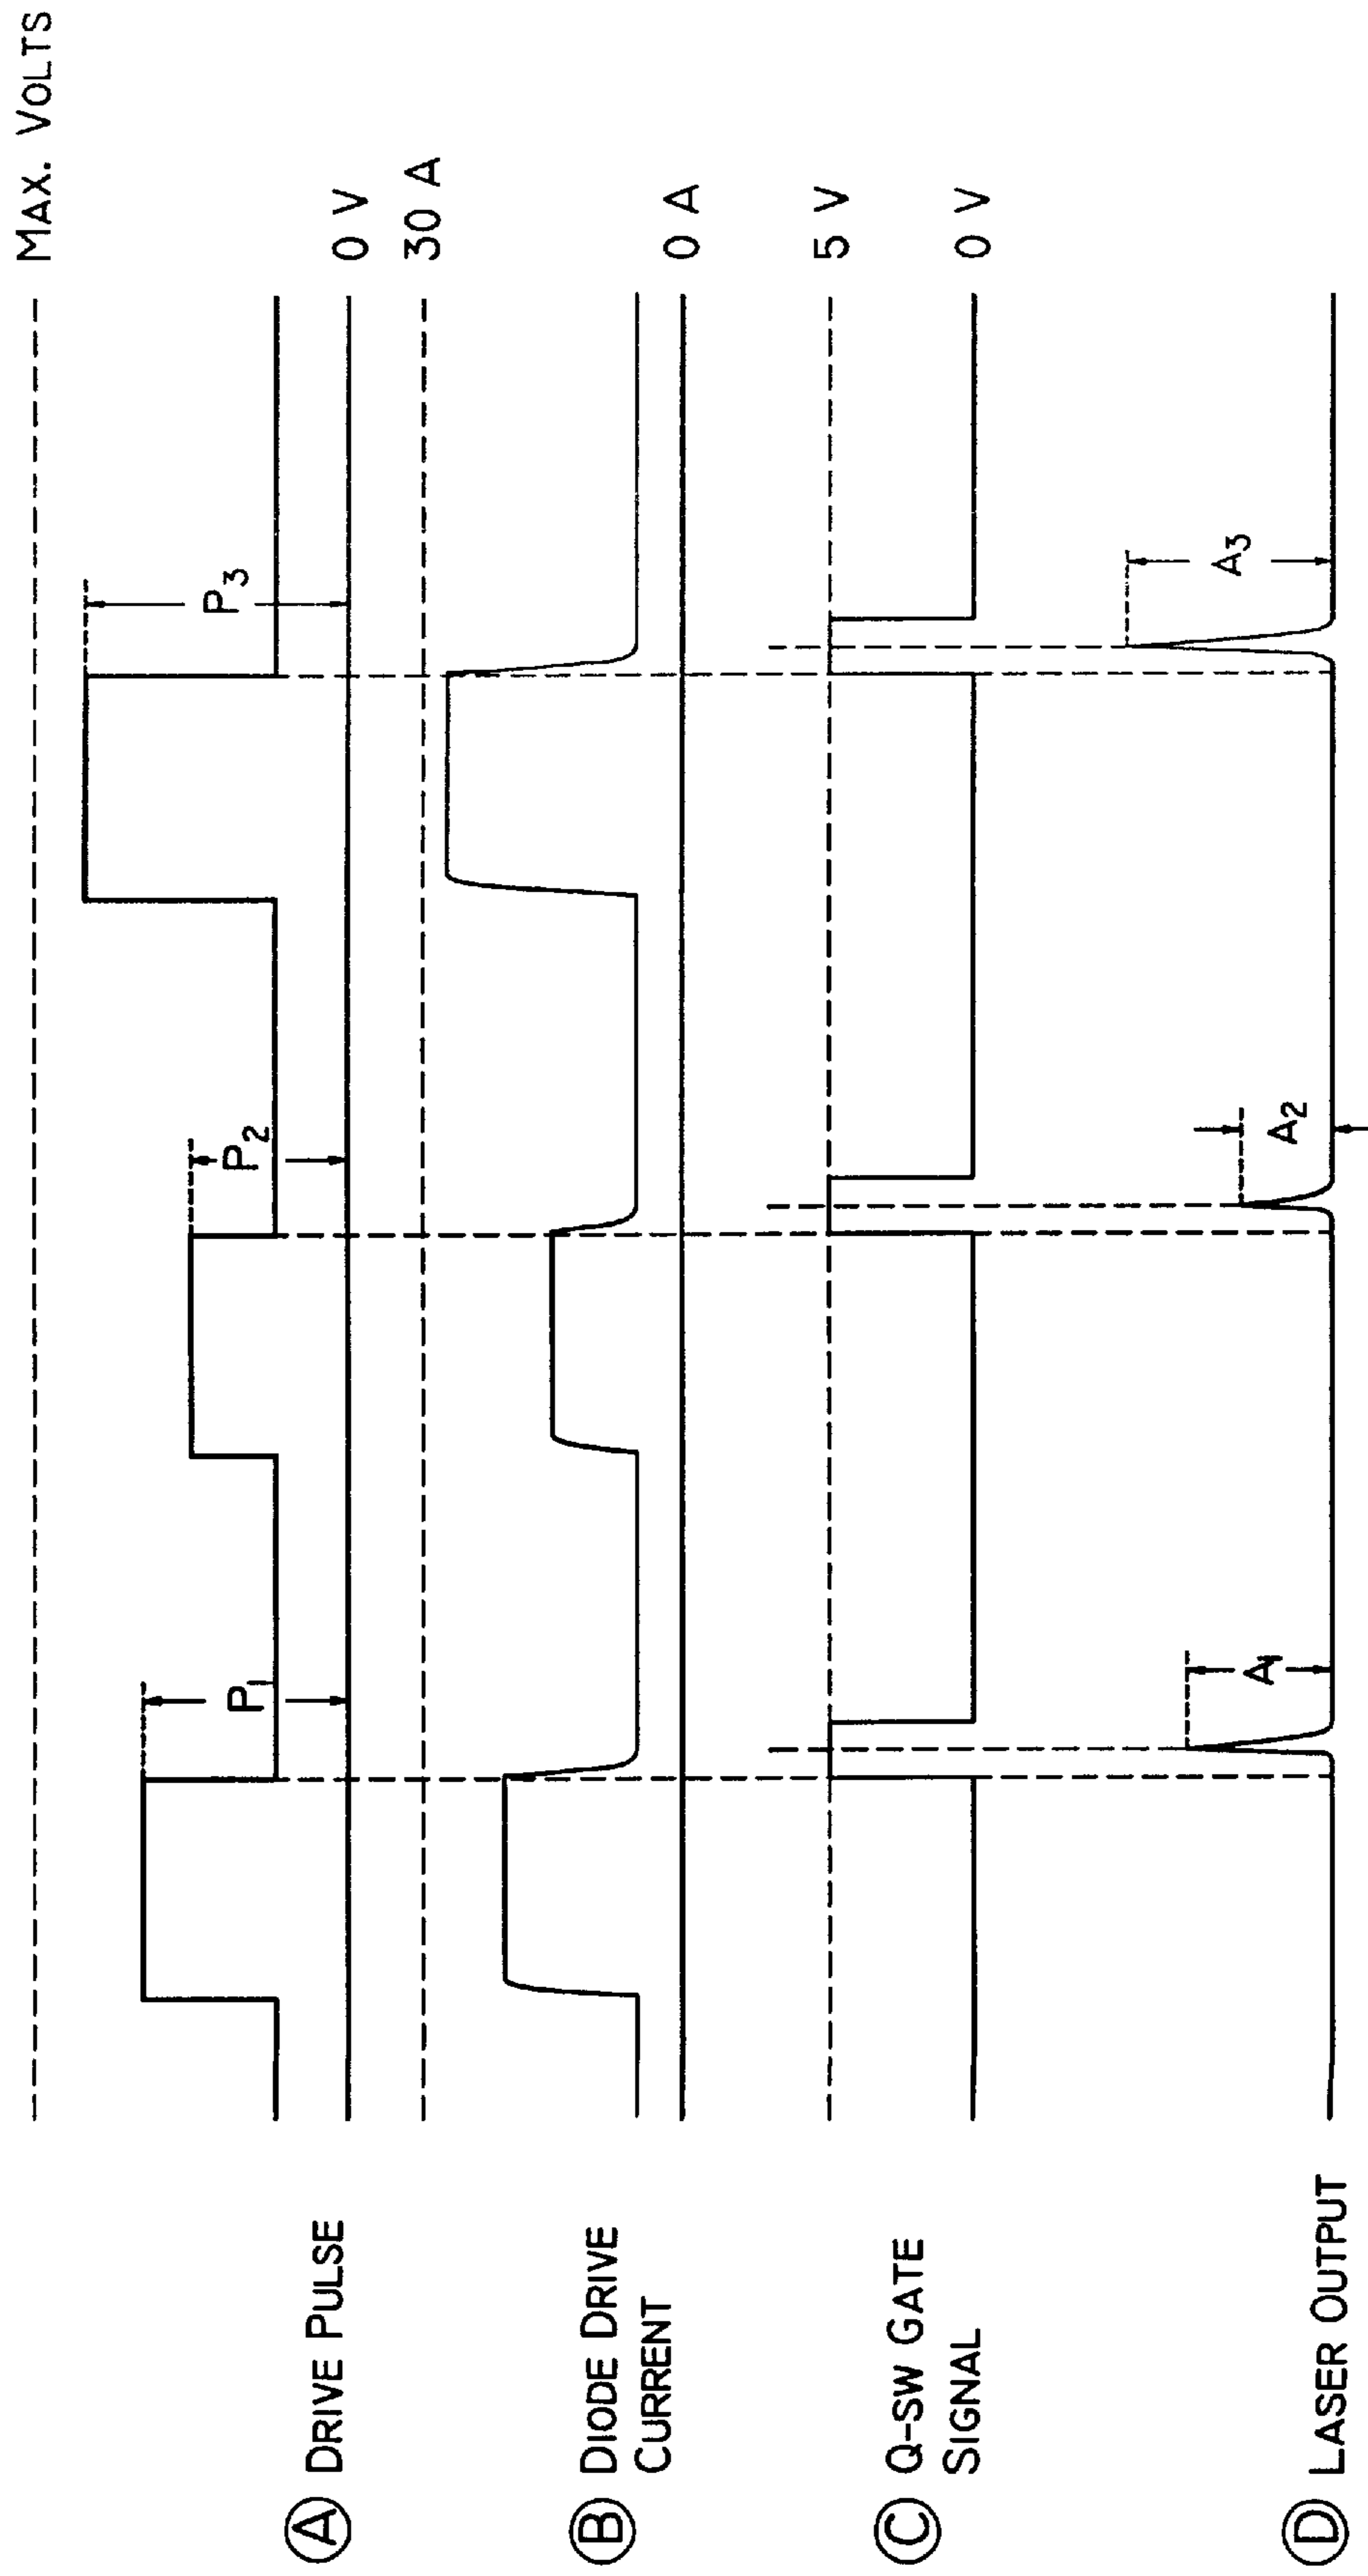 MAX. VOLTS
P1
P2
P3
Ⓐ DRIVE PULSE
0 V
30 A
Ⓑ DIODE DRIVE
CURRENT
0 A
5 V
Ⓒ Q-SW GATE
SIGNAL
0 V
A1
A2
A3
Ⓓ LASER OUTPUT